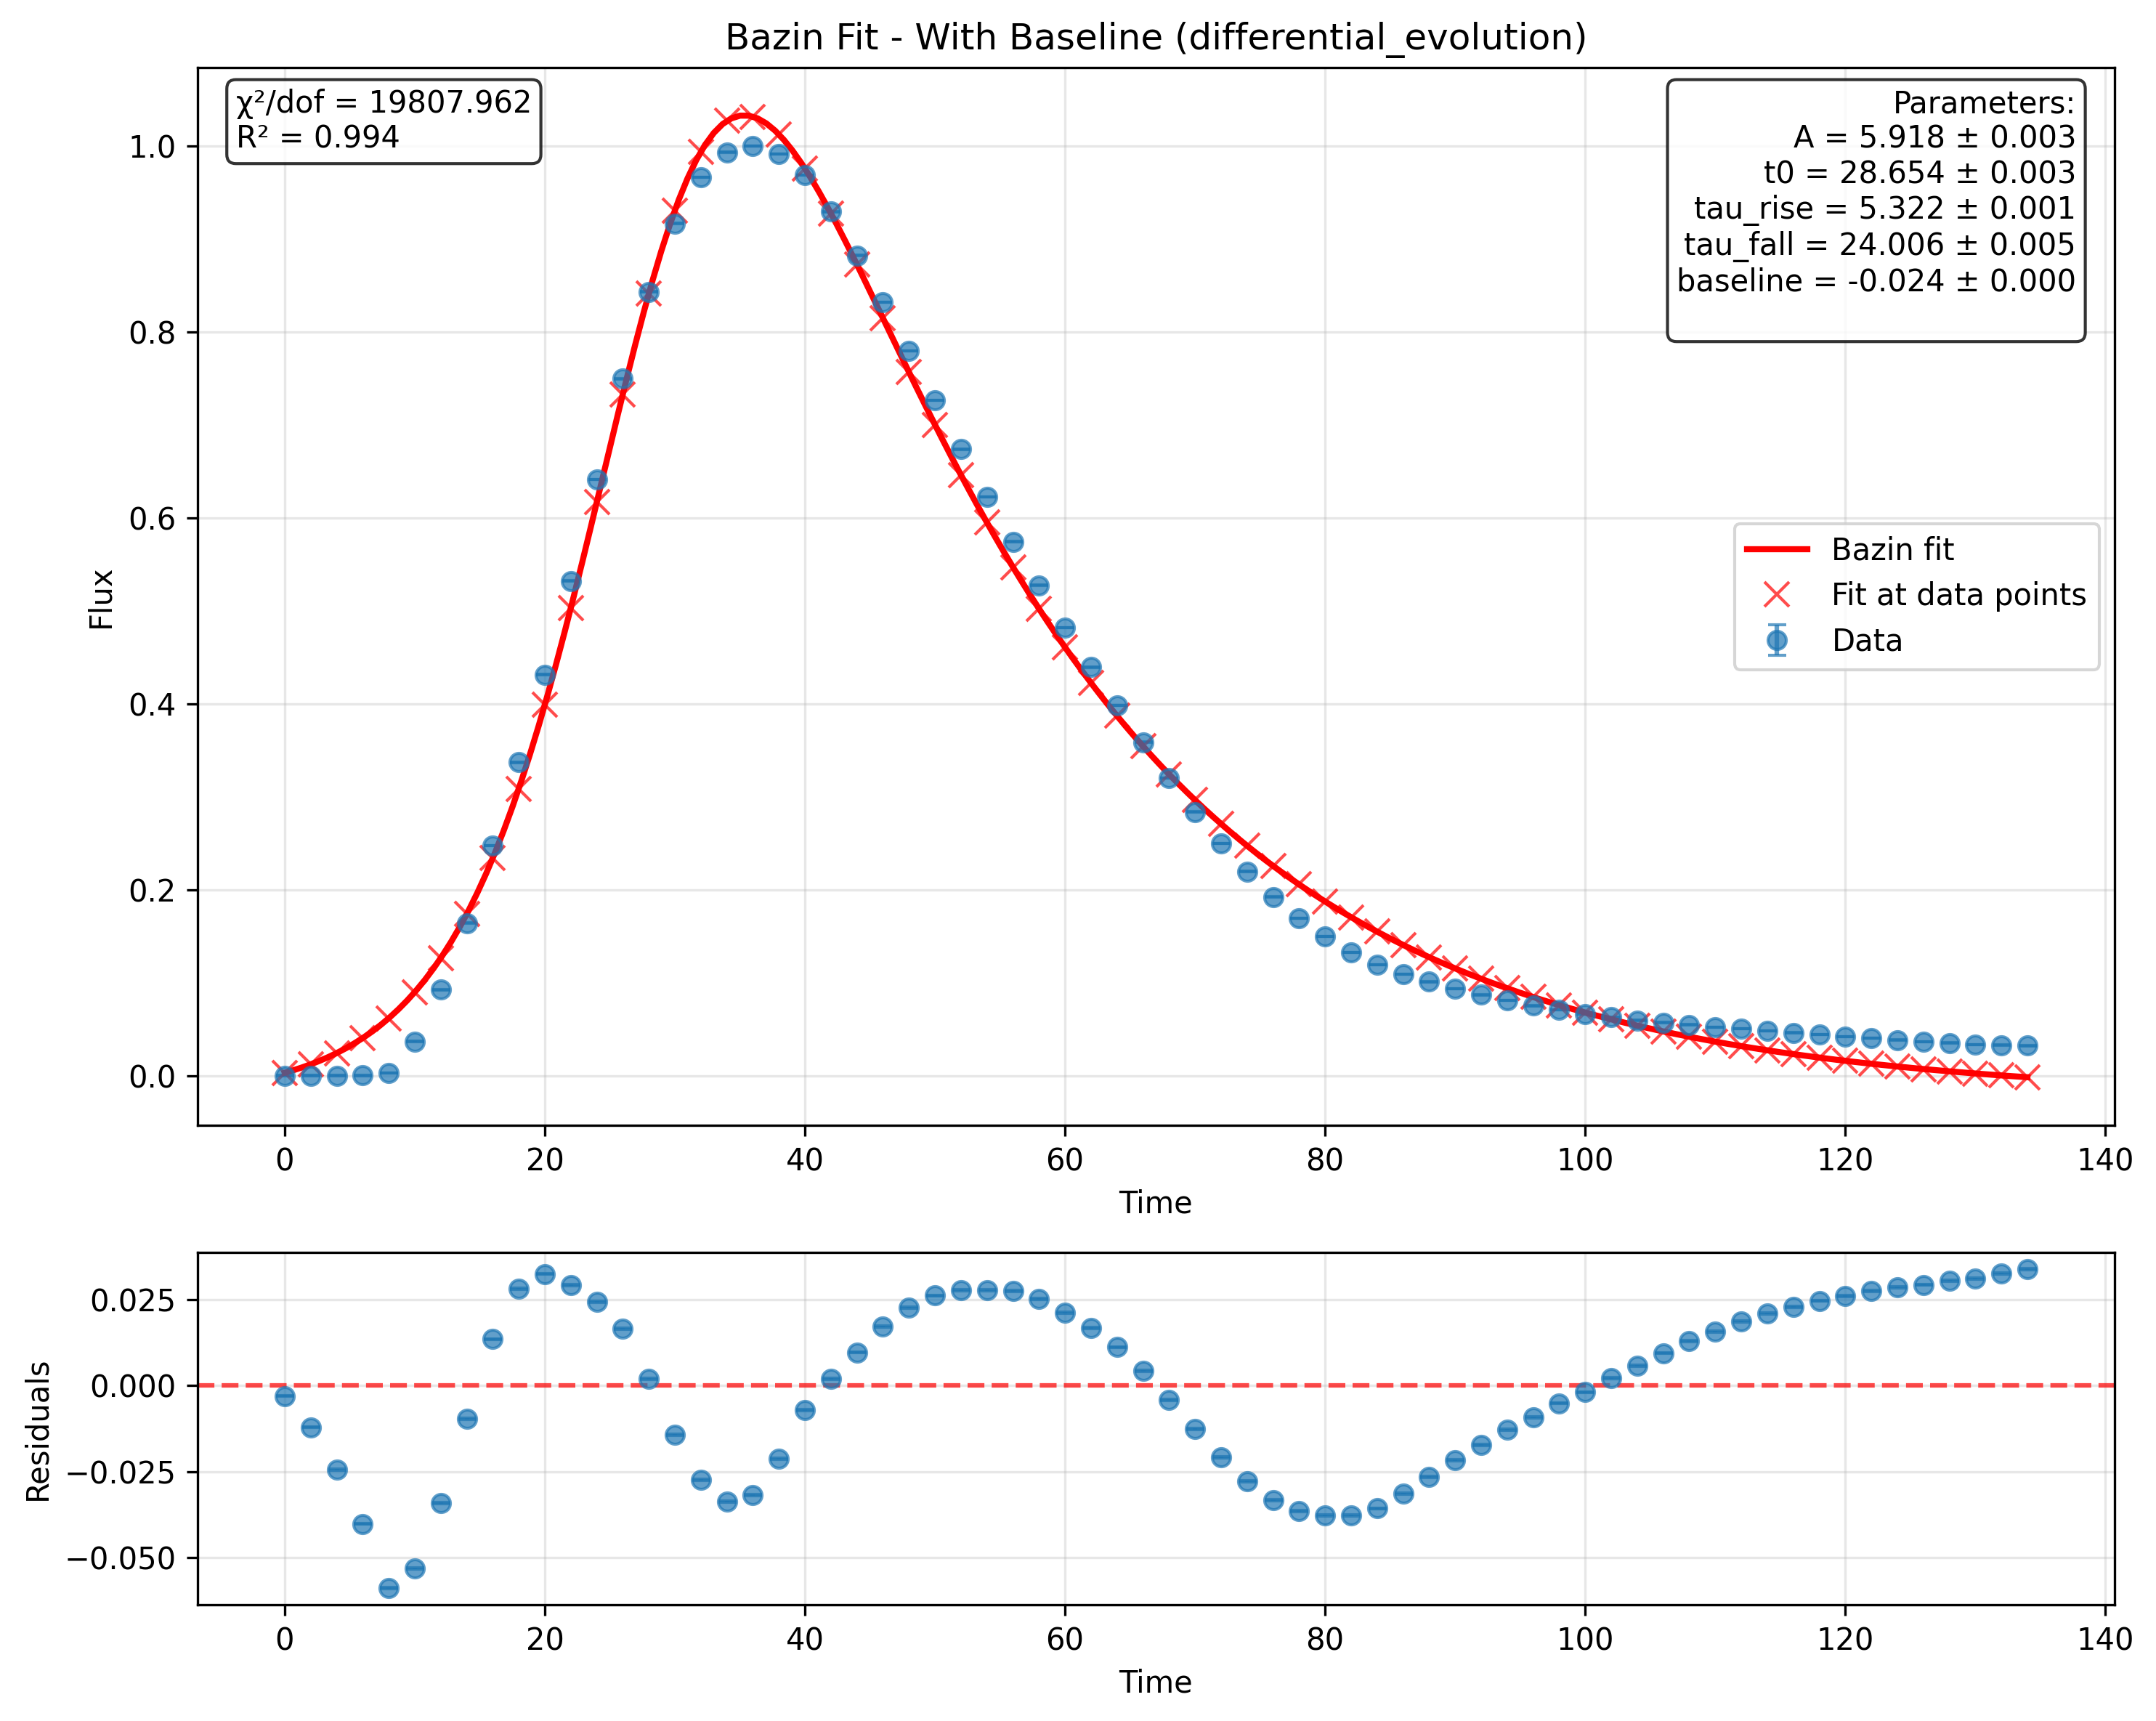 Bazin Fit - With Baseline (differential_evolution)
χ²/dof = 19807.962
R² = 0.994
Parameters:
A = 5.918 ± 0.003
t0 = 28.654 ± 0.003
tau_rise = 5.322 ± 0.001
tau_fall = 24.006 ± 0.005
baseline = -0.024 ± 0.000
Flux
1.0
0.8
0.6
0.4
0.2
0.0
Bazin fit
Fit at data points
Data
0 20 40 60 80 100 120 140
Time
Residuals
0.025
0.000
−0.025
−0.050
0 20 40 60 80 100 120 140
Time